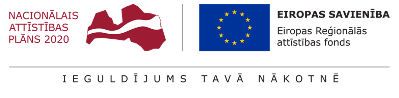 NACIONĀLAIS
ATTĪSTĪBAS
PLĀNS 2020
EIROPAS SAVIENĪBA
Eiropas Reģionālās
attīstības fonds
IEGULDĪJUMS TAVĀ NĀKOTNĒ